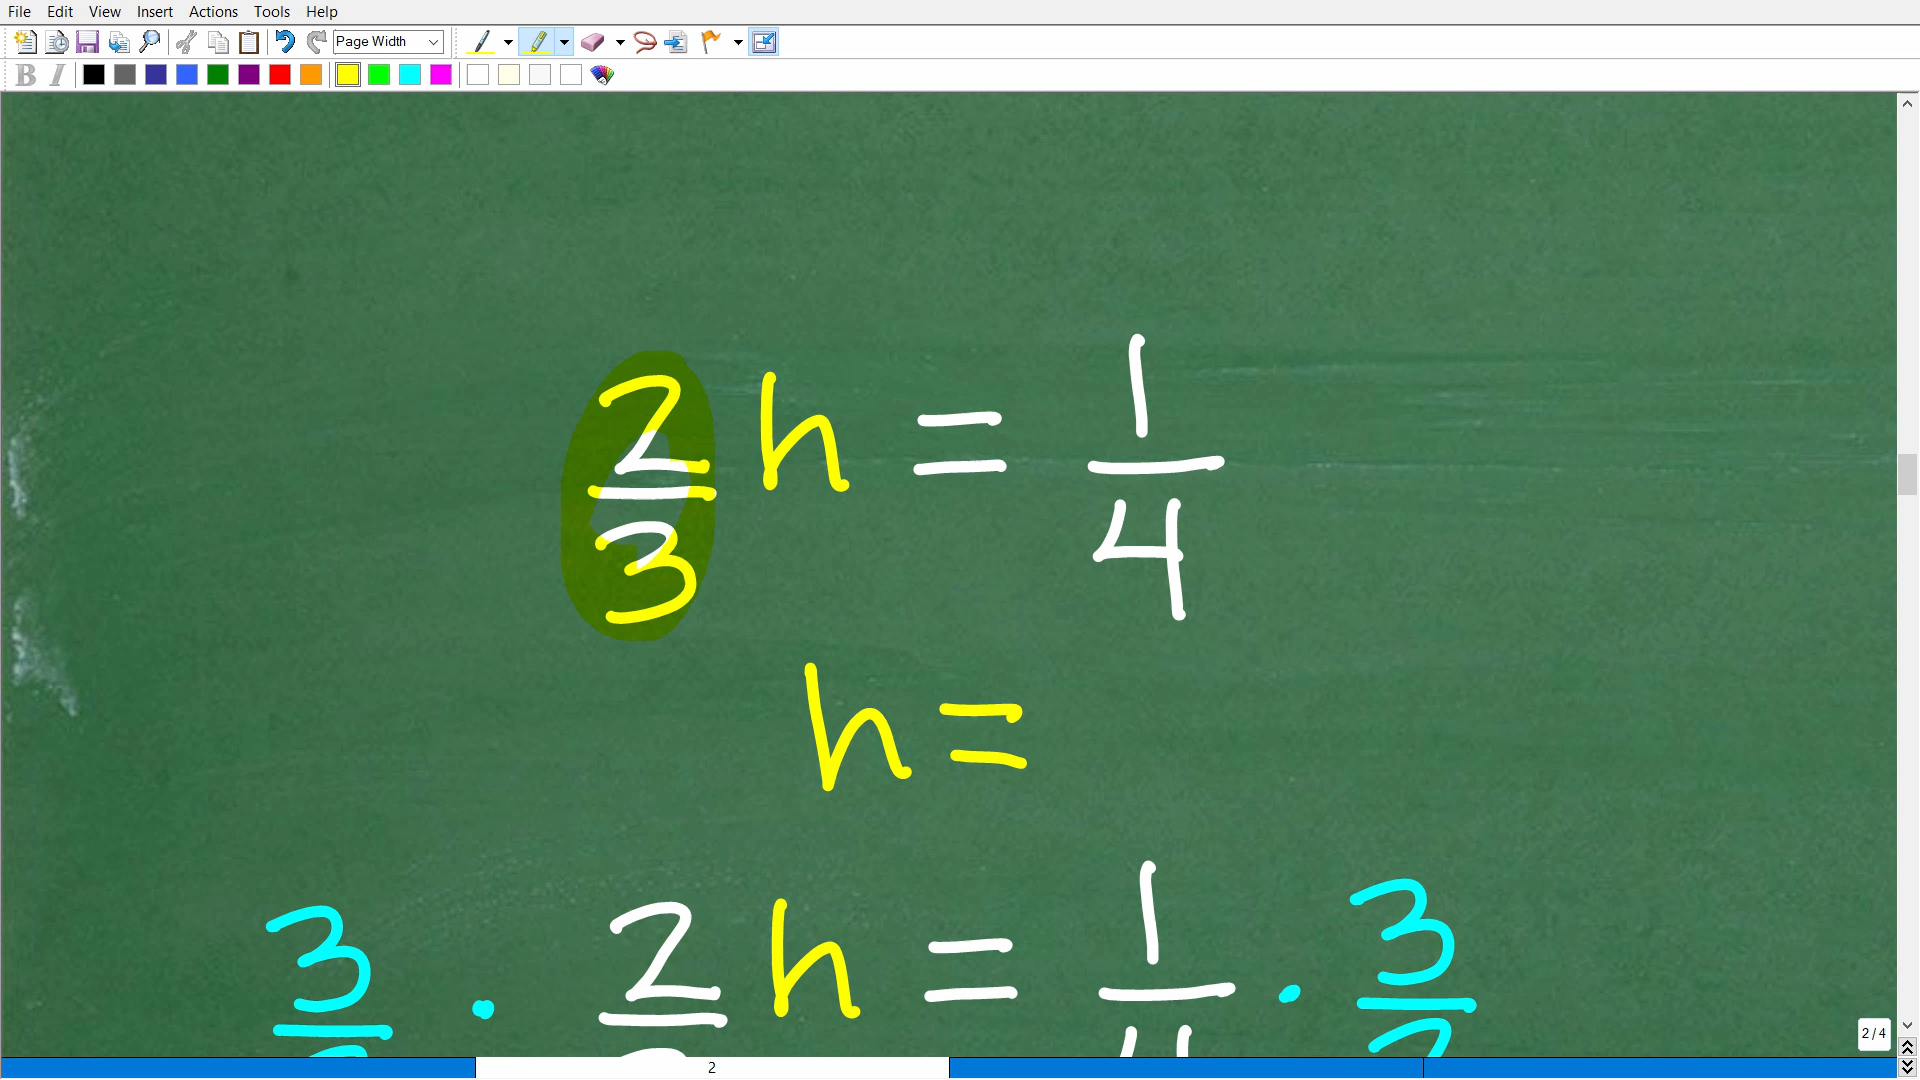 File Edit View Insert Actions Tools Help
Page Width
B I
2/3 h = 1/4
h =
3 · 2 h = 1 · 3
2 / 4
2